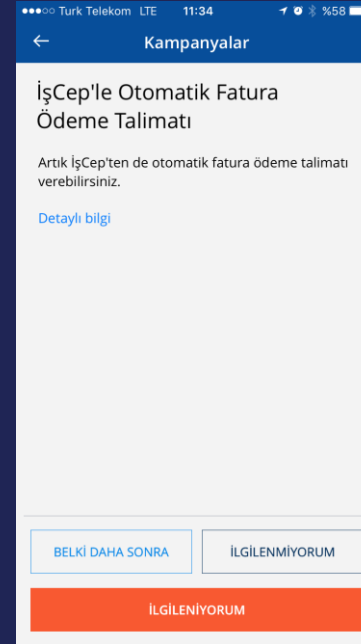 Turk Telekom LTE 11:34 %58
Kampanyalar
İşCep'le Otomatik Fatura
Ödeme Talimatı
Artık İşCep'ten de otomatik fatura ödeme talimatı
verebilirsiniz.
Detaylı bilgi
BELKİ DAHA SONRA İLGİLENMİYORUM
İLGİLENİYORUM